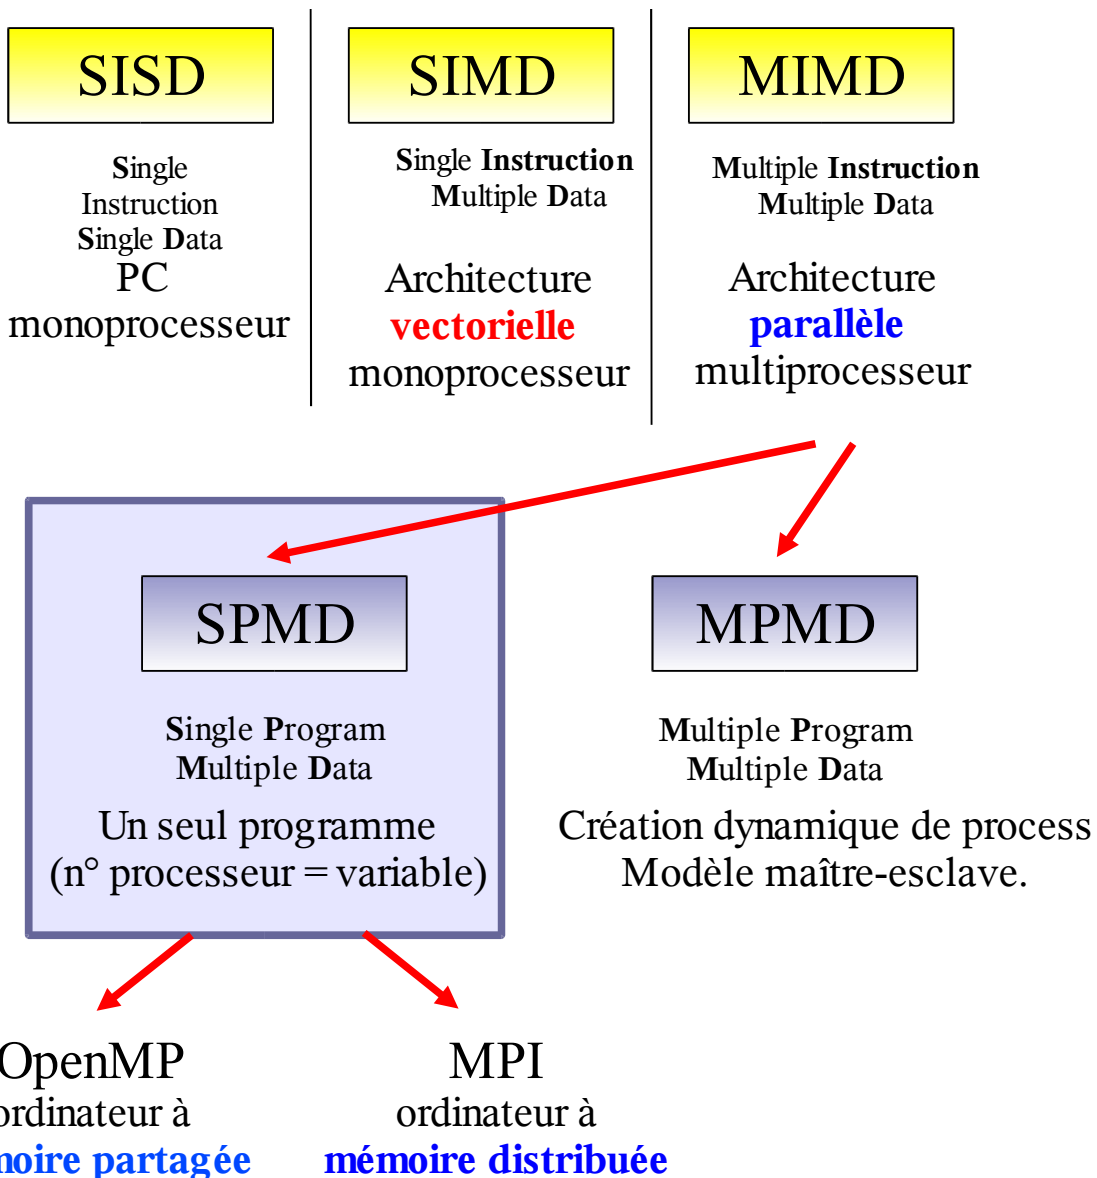 SISD
Single
Instruction
Single Data
PC
monoprocesseur
SIMD
Single Instruction
Multiple Data
Architecture
vectorielle
monoprocesseur
MIMD
Multiple Instruction
Multiple Data
Architecture
parallèle
multiprocesseur
SPMD
Single Program
Multiple Data
Un seul programme
(n° processeur = variable)
MPMD
Multiple Program
Multiple Data
Création dynamique de process
Modèle maître-esclave.
OpenMP
ordinateur à
moire partagée
MPI
ordinateur à
mémoire distribuée